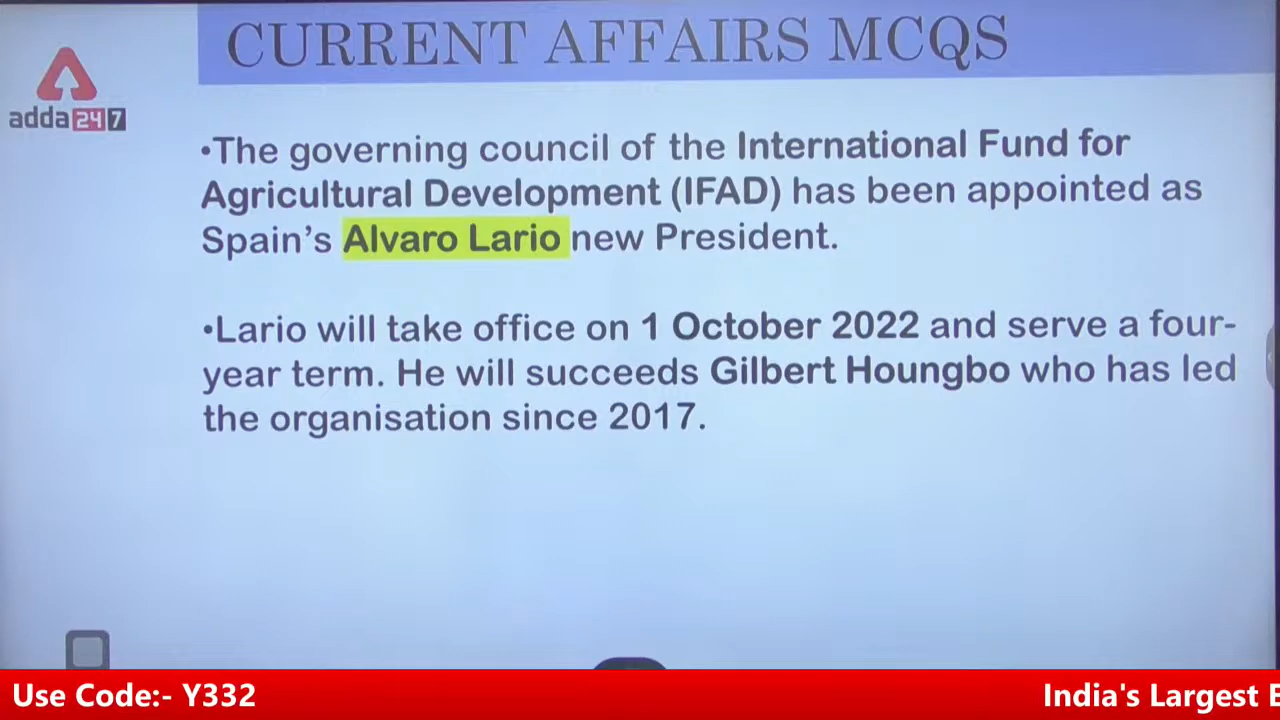 CURRENT AFFAIRS MCQS
adda247
•The governing council of the International Fund for
Agricultural Development (IFAD) has been appointed as
Spain’s Alvaro Lario new President.
•Lario will take office on 1 October 2022 and serve a four-
year term. He will succeeds Gilbert Houngbo who has led
the organisation since 2017.
Use Code:- Y332
India's Largest E